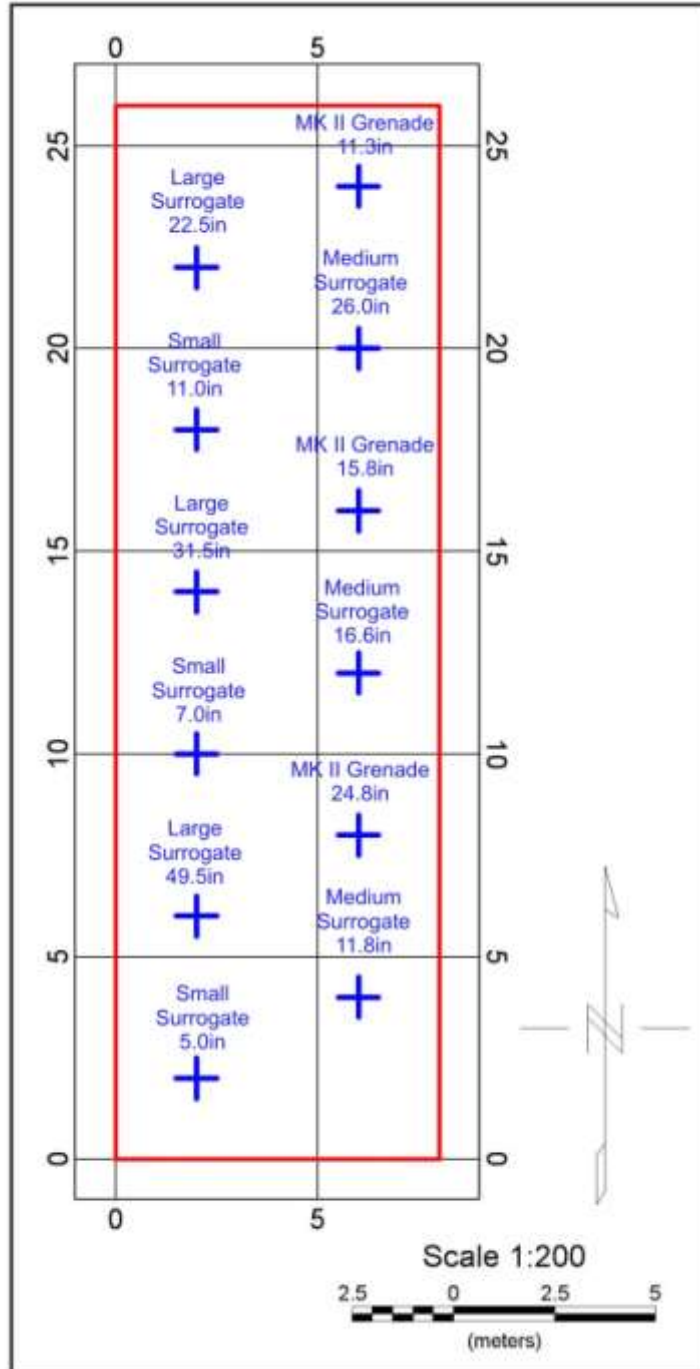 0 5
25 25
MK II Grenade
11.3in
Large
Surrogate
22.5in
Medium
Surrogate
26.0in
20 20
Small
Surrogate
11.0in
MK II Grenade
15.8in
Large
Surrogate
31.5in
15 15
Medium
Surrogate
16.6in
Small
Surrogate
7.0in
10 10
MK II Grenade
24.8in
Large
Surrogate
49.5in
Medium
Surrogate
11.8in
5 5
Small
Surrogate
5.0in
N
0 0
0 5
Scale 1:200
2.5 0 2.5 5
(meters)